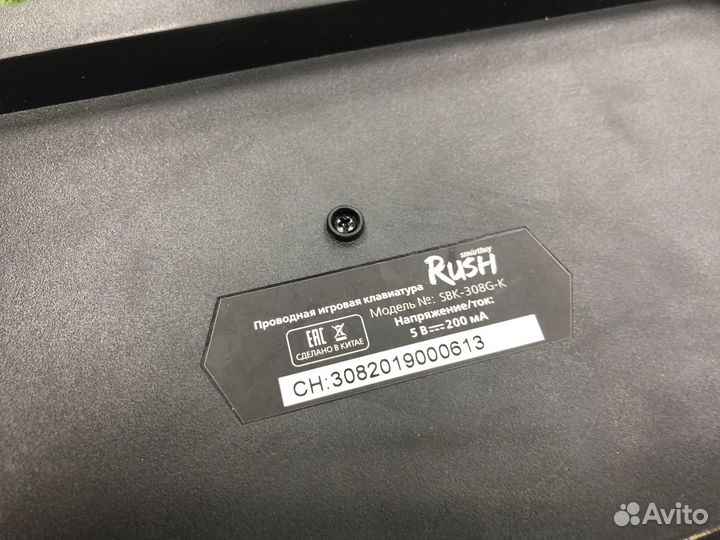 smartbuy
RUSH
Проводная игровая клавиатура
Модель №: SBK-308G-K
Напряжение/ток:
5 В⎓200 мА
EAC
СДЕЛАНО В КИТАЕ
CH:3082019000613
Avito